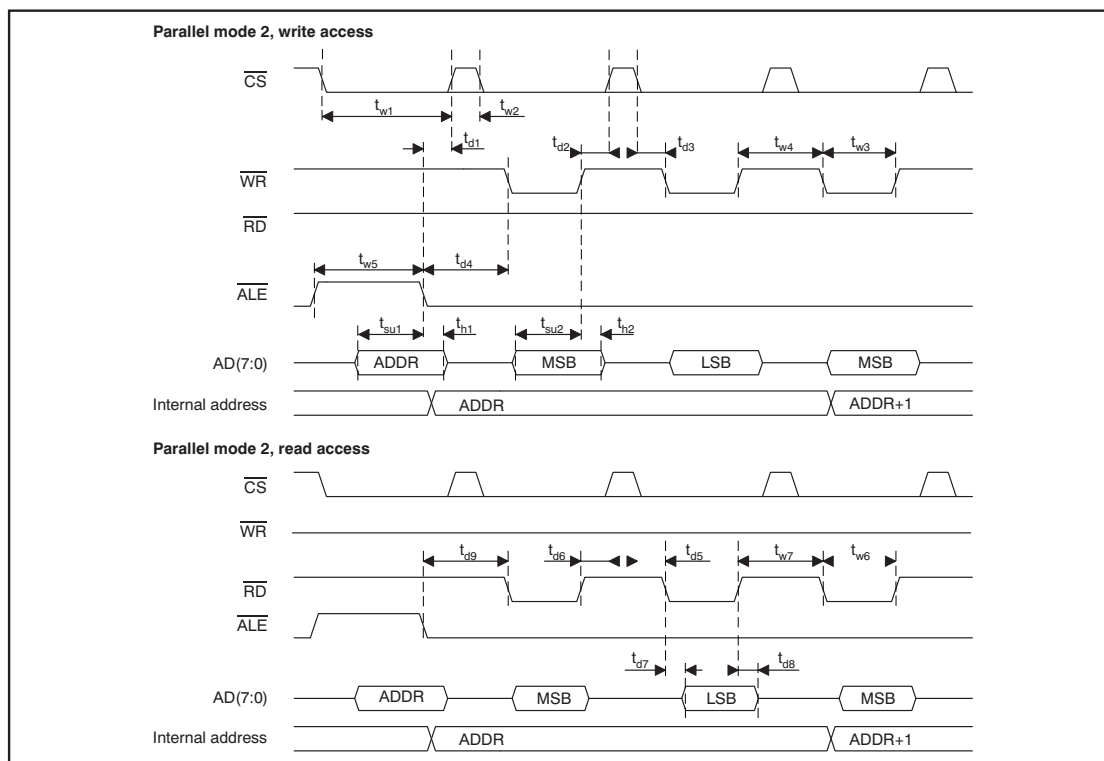 Parallel mode 2, write access
CS
tw1
tw2
td1
td2
td3
tw4
tw3
WR
RD
tw5
td4
ALE
tsu1
th1
tsu2
th2
AD(7:0)
ADDR
MSB
LSB
MSB
Internal address
ADDR
ADDR+1
Parallel mode 2, read access
CS
WR
td9
td6
td5
tw7
tw6
RD
ALE
td7
td8
AD(7:0)
ADDR
MSB
LSB
MSB
Internal address
ADDR
ADDR+1